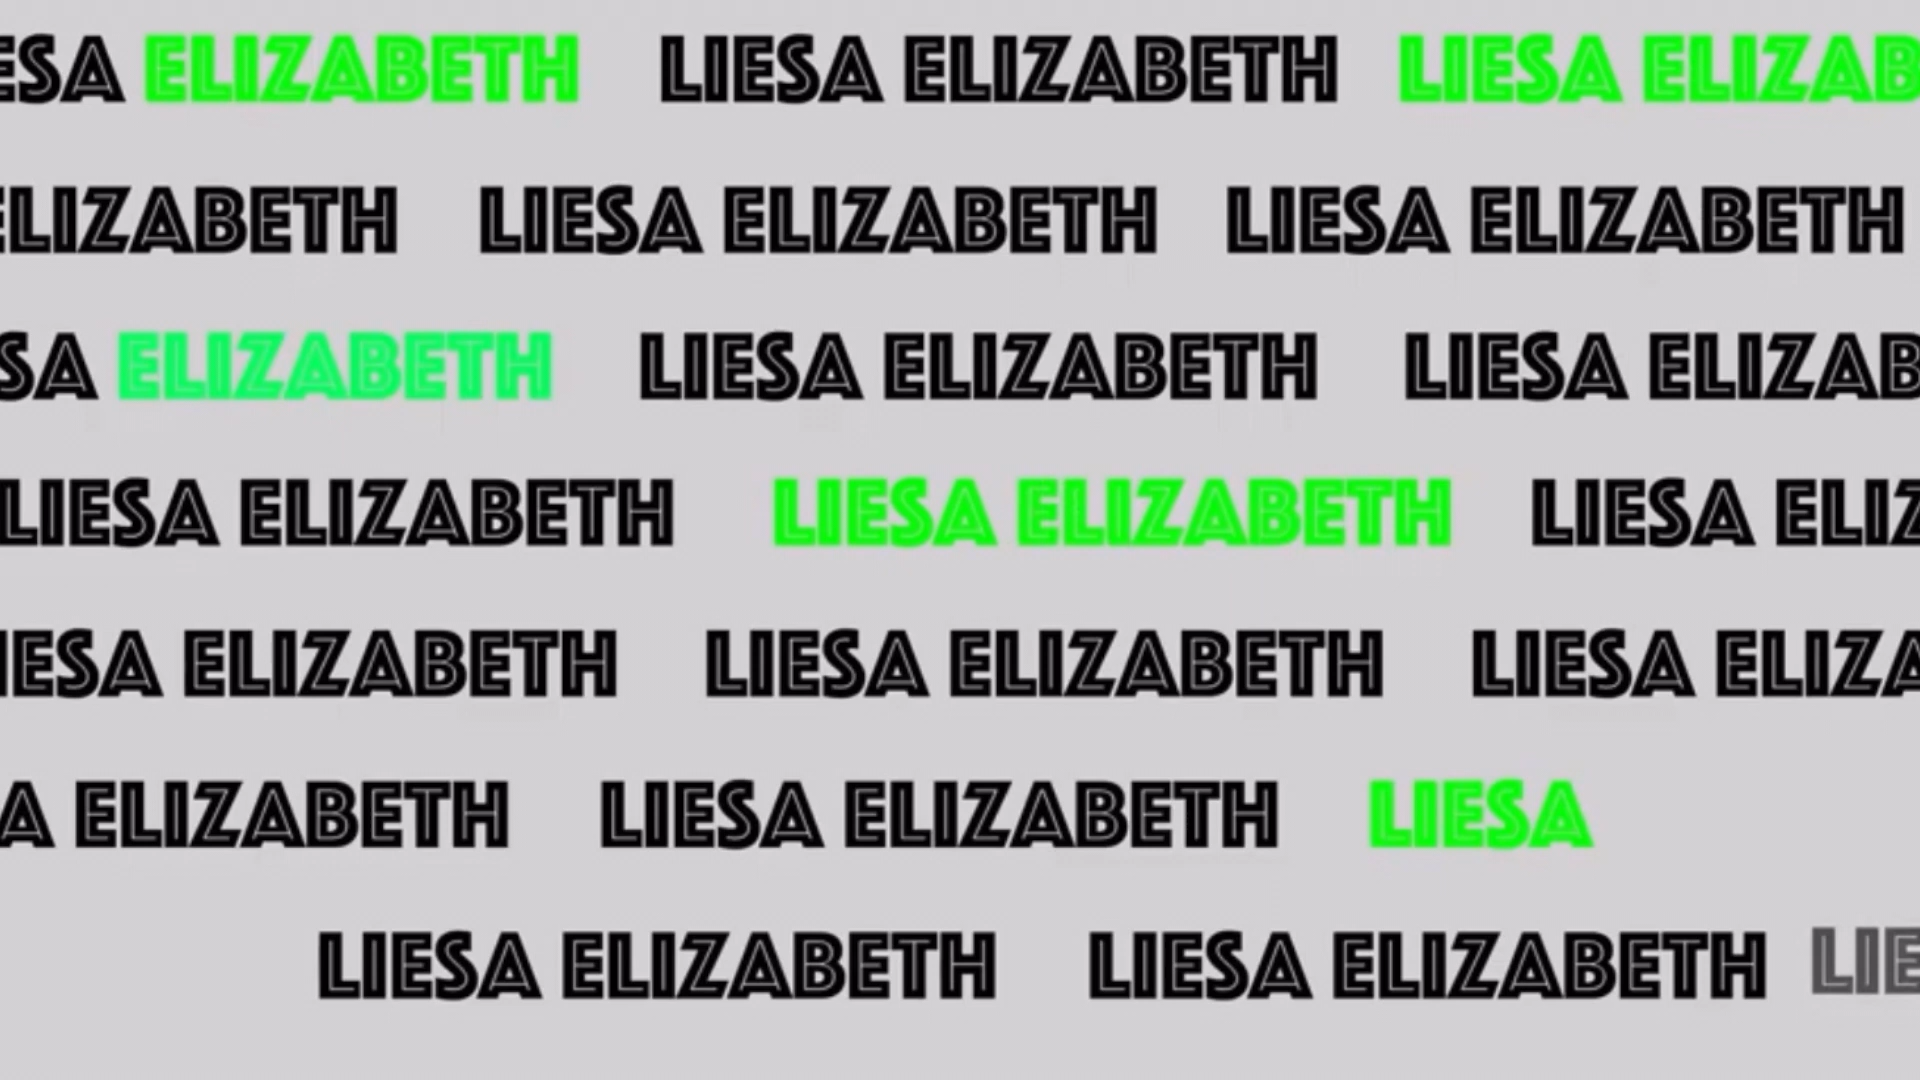 ESA ELIZABETH LIESA ELIZABETH LIESA ELIZAB
ELIZABETH LIESA ELIZABETH LIESA ELIZABETH
SA ELIZABETH LIESA ELIZABETH LIESA ELIZAB
LIESA ELIZABETH LIESA ELIZABETH LIESA ELIZ
IESA ELIZABETH LIESA ELIZABETH LIESA ELIZA
A ELIZABETH LIESA ELIZABETH LIESA
LIESA ELIZABETH LIESA ELIZABETH LIE